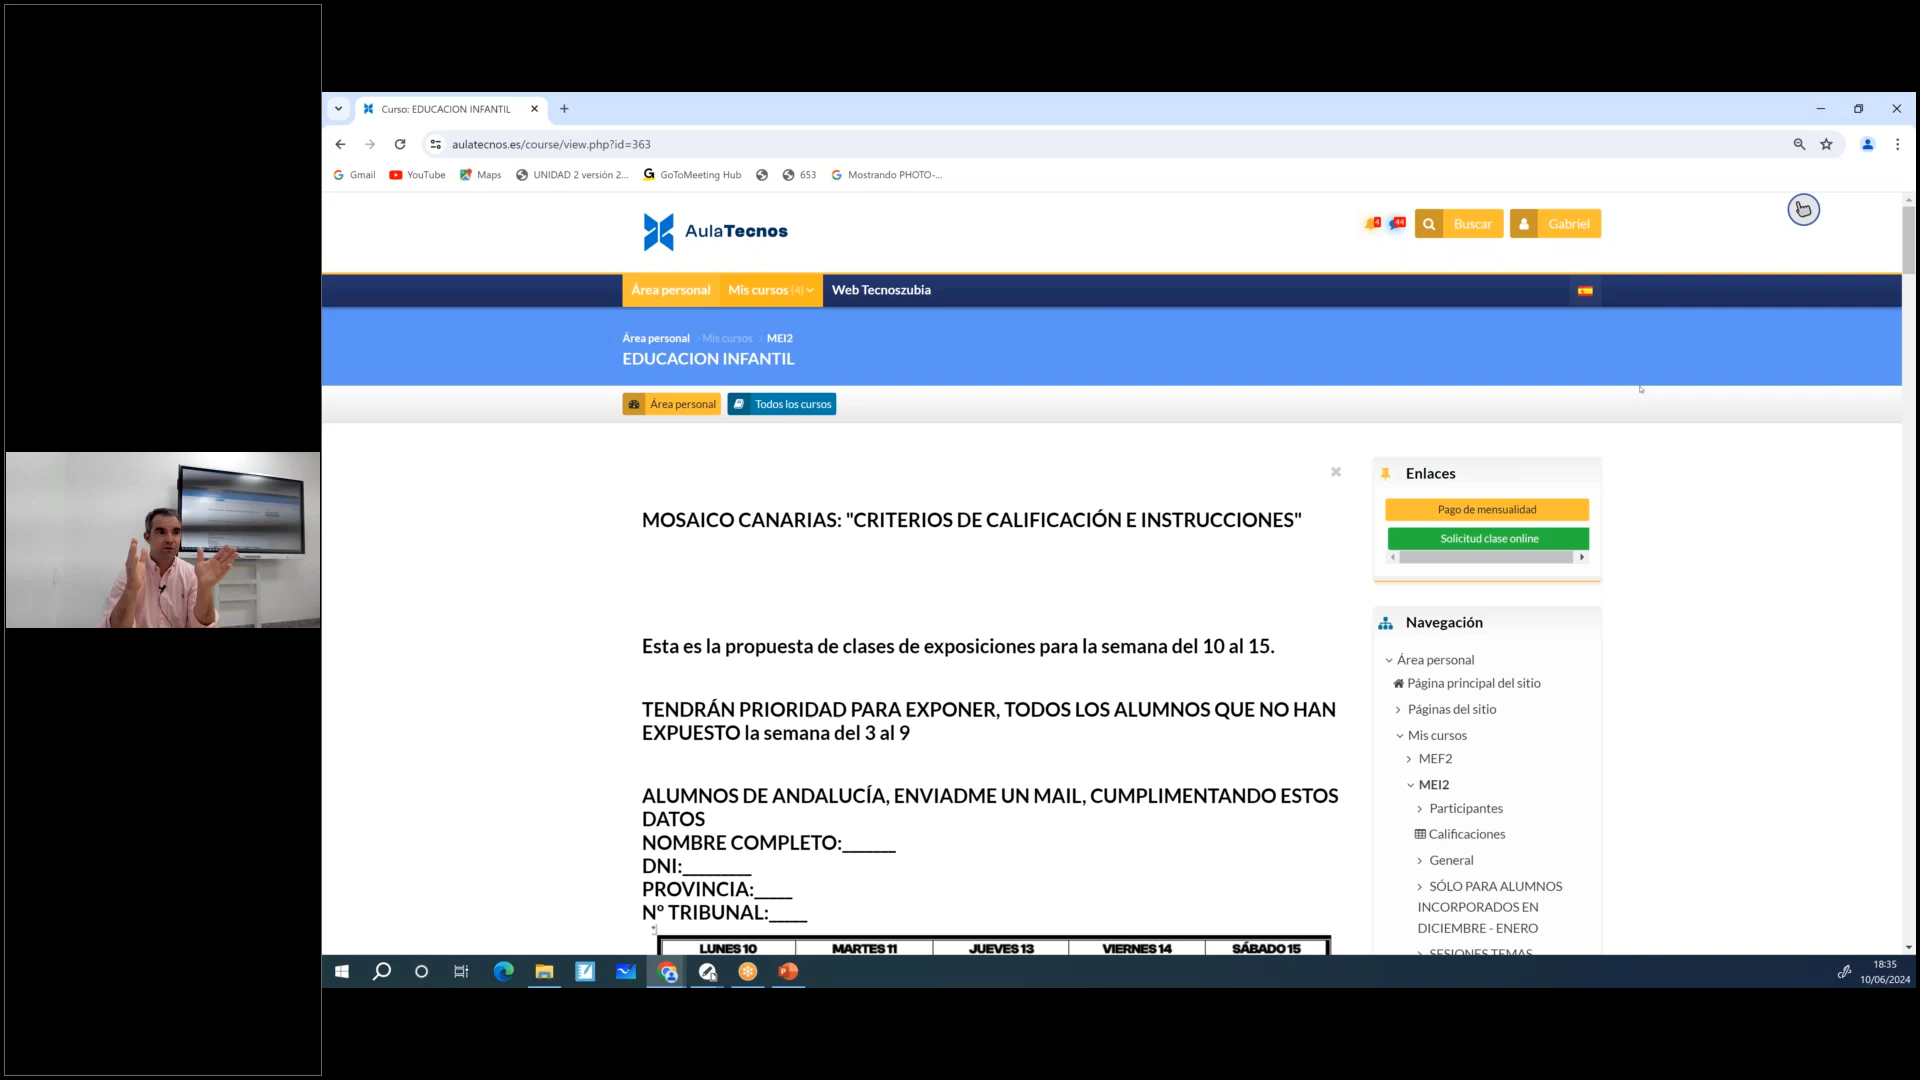 Curso: EDUCACION INFANTIL
aulatecnos.es/course/view.php?id=363
Gmail
YouTube
Maps
UNIDAD 2 versión 2...
GoToMeeting Hub
653
Mostrando PHOTO-...
AulaTecnos
4
44
Buscar
Gabriel
Área personal
Mis cursos (4)
Web Tecnoszubia
Área personal
Mis cursos
MEI2
EDUCACION INFANTIL
Área personal
Todos los cursos
MOSAICO CANARIAS: "CRITERIOS DE CALIFICACIÓN E INSTRUCCIONES"
Esta es la propuesta de clases de exposiciones para la semana del 10 al 15.
TENDRÁN PRIORIDAD PARA EXPONER, TODOS LOS ALUMNOS QUE NO HAN
EXPUESTO la semana del 3 al 9
ALUMNOS DE ANDALUCÍA, ENVIADME UN MAIL, CUMPLIMENTANDO ESTOS
DATOS
NOMBRE COMPLETO:_______
DNI:_________
PROVINCIA:_____
Nº TRIBUNAL:_____
LUNES 10
MARTES 11
JUEVES 13
VIERNES 14
SÁBADO 15
Enlaces
Pago de mensualidad
Solicitud clase online
Navegación
Área personal
Página principal del sitio
Páginas del sitio
Mis cursos
MEF2
MEI2
Participantes
Calificaciones
General
SÓLO PARA ALUMNOS
INCORPORADOS EN
DICIEMBRE - ENERO
SESIONES TEMAS
18:35
10/06/2024